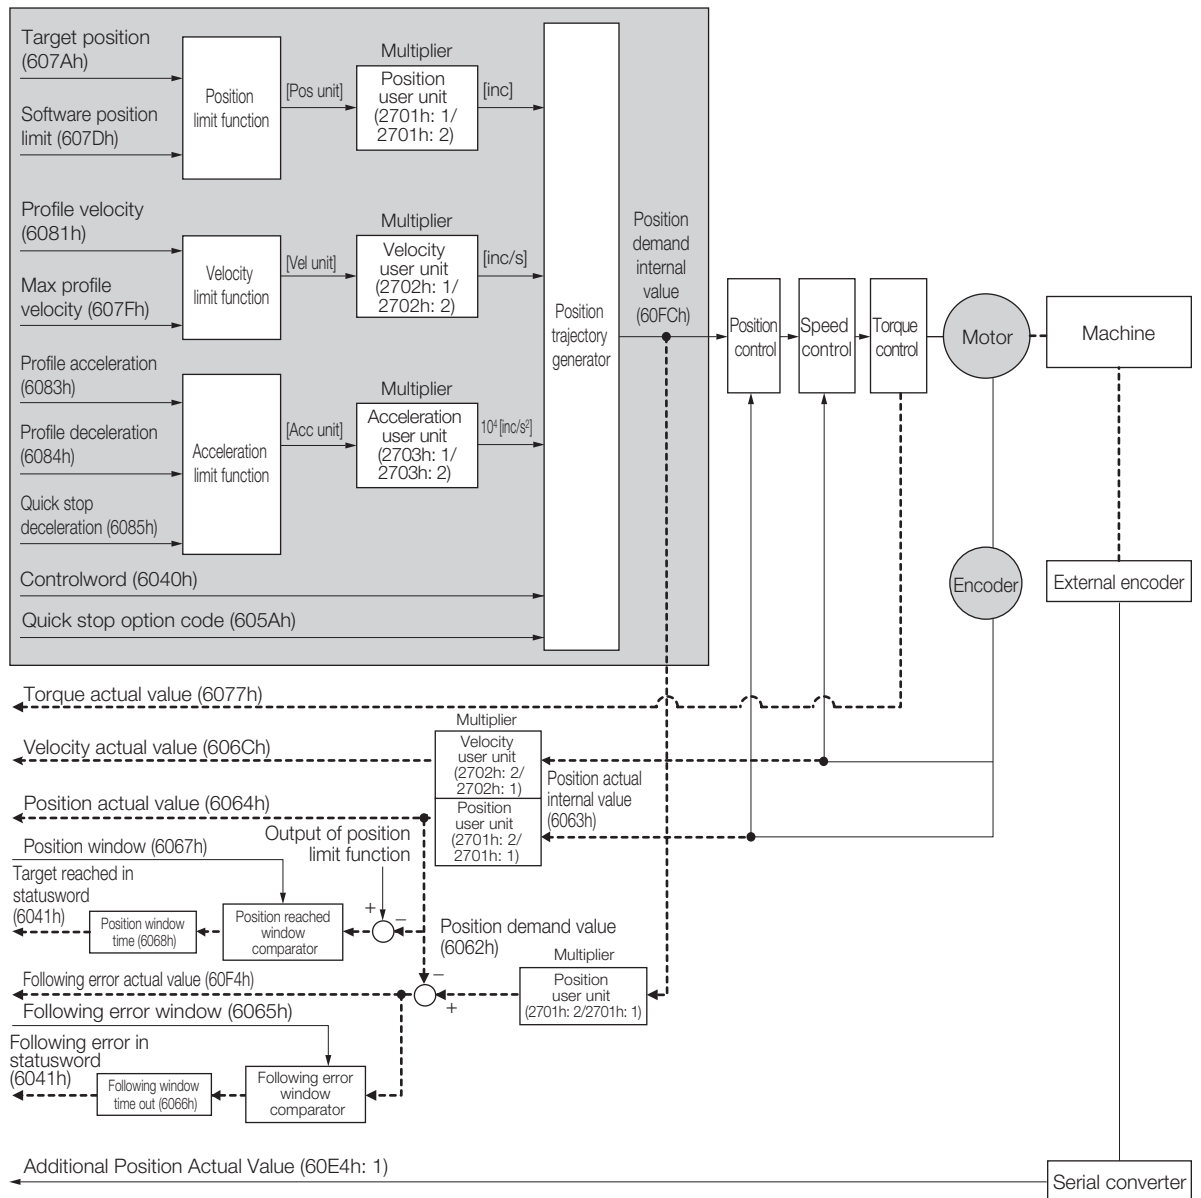 Target position
(607Ah)
Software position
limit (607Dh)
Position
limit function
[Pos unit]
Multiplier
Position
user unit
(2701h: 1/
2701h: 2)
[inc]
Profile velocity
(6081h)
Max profile
velocity (607Fh)
Velocity
limit function
[Vel unit]
Multiplier
Velocity
user unit
(2702h: 1/
2702h: 2)
[inc/s]
Profile acceleration
(6083h)
Profile deceleration
(6084h)
Quick stop
deceleration (6085h)
Acceleration
limit function
[Acc unit]
Multiplier
Acceleration
user unit
(2703h: 1/
2703h: 2)
10⁴ [inc/s²]
Controlword (6040h)
Quick stop option code (605Ah)
Position
trajectory
generator
Position
demand
internal
value
(60FCh)
Position
control
Speed
control
Torque
control
Motor
Machine
Encoder
External encoder
Torque actual value (6077h)
Velocity actual value (606Ch)
Multiplier
Velocity
user unit
(2702h: 2/
2702h: 1)
Position
user unit
(2701h: 2/
2701h: 1)
Position actual
internal value
(6063h)
Position actual value (6064h)
Output of position
limit function
Position window (6067h)
Target reached in
statusword
(6041h)
Position window
time (6068h)
Position reached
window
comparator
+
−
Position demand value
(6062h)
Multiplier
Position
user unit
(2701h: 2/2701h: 1)
−
+
Following error actual value (60F4h)
Following error window (6065h)
Following error in
statusword
(6041h)
Following window
time out (6066h)
Following error
window
comparator
Additional Position Actual Value (60E4h: 1)
Serial converter